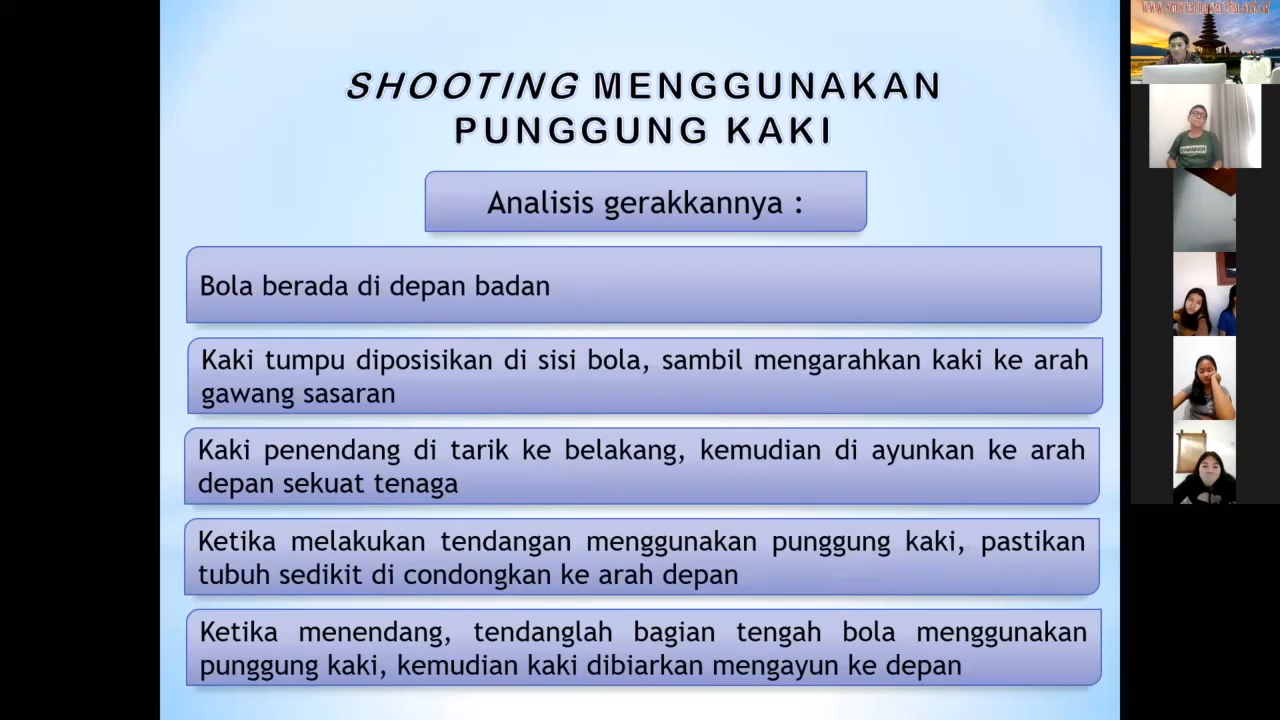 SHOOTING MENGGUNAKAN
PUNGGUNG KAKI
Analisis gerakkannya :
Bola berada di depan badan
Kaki tumpu diposisikan di sisi bola, sambil mengarahkan kaki ke arah
gawang sasaran
Kaki penendang di tarik ke belakang, kemudian di ayunkan ke arah
depan sekuat tenaga
Ketika melakukan tendangan menggunakan punggung kaki, pastikan
tubuh sedikit di condongkan ke arah depan
Ketika menendang, tendanglah bagian tengah bola menggunakan
punggung kaki, kemudian kaki dibiarkan mengayun ke depan